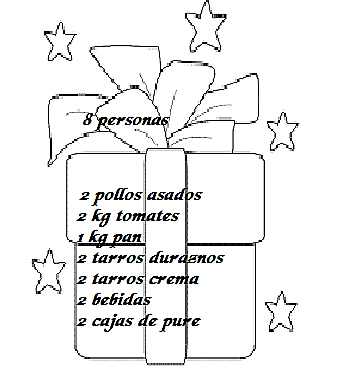 8 personas
2 pollos asados
2 kg tomates
1 kg pan
2 tarros duraznos
2 tarros crema
2 bebidas
2 cajas de pure